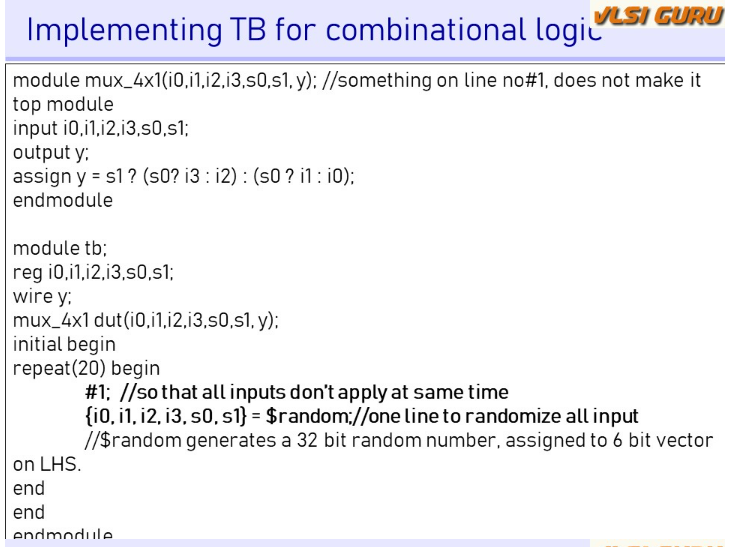 Implementing TB for combinational logic
VLSI GURU
module mux_4x1(i0,i1,i2,i3,s0,s1, y); //something on line no#1, does not make it
top module
input i0,i1,i2,i3,s0,s1;
output y;
assign y = s1 ? (s0? i3 : i2) : (s0 ? i1 : i0);
endmodule
module tb;
reg i0,i1,i2,i3,s0,s1;
wire y;
mux_4x1 dut(i0,i1,i2,i3,s0,s1, y);
initial begin
repeat(20) begin
#1; //so that all inputs don't apply at same time
{i0, i1, i2, i3, s0, s1} = $random;//one line to randomize all input
//$random generates a 32 bit random number, assigned to 6 bit vector
on LHS.
end
end
endmodule